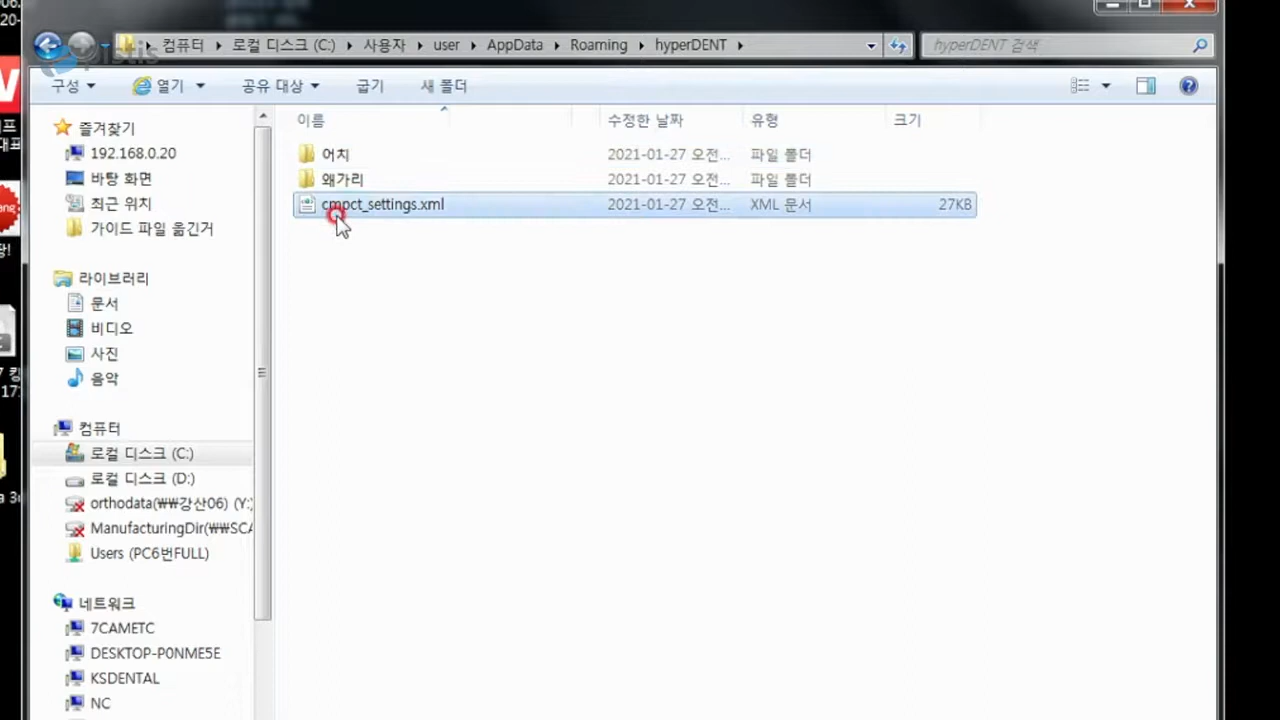 컴퓨터 ▸ 로컬 디스크 (C:) ▸ 사용자 ▸ user ▸ AppData ▸ Roaming ▸ hyperDENT ▸
hyperDENT 검색
구성 ▼ 열기 ▼ 공유 대상 ▼ 굽기 새 폴더
이름 수정한 날짜 유형 크기
어치 2021-01-27 오전... 파일 폴더
왜가리 2021-01-27 오전... 파일 폴더
cmpct_settings.xml 2021-01-27 오전... XML 문서 27KB
즐겨찾기
192.168.0.20
바탕 화면
최근 위치
가이드 파일 옮긴거
라이브러리
문서
비디오
사진
음악
컴퓨터
로컬 디스크 (C:)
로컬 디스크 (D:)
orthodata(₩₩강산06) (Y:)
ManufacturingDir(₩₩SCA
Users (PC6번FULL)
네트워크
7CAMETC
DESKTOP-P0NME5E
KSDENTAL
NC